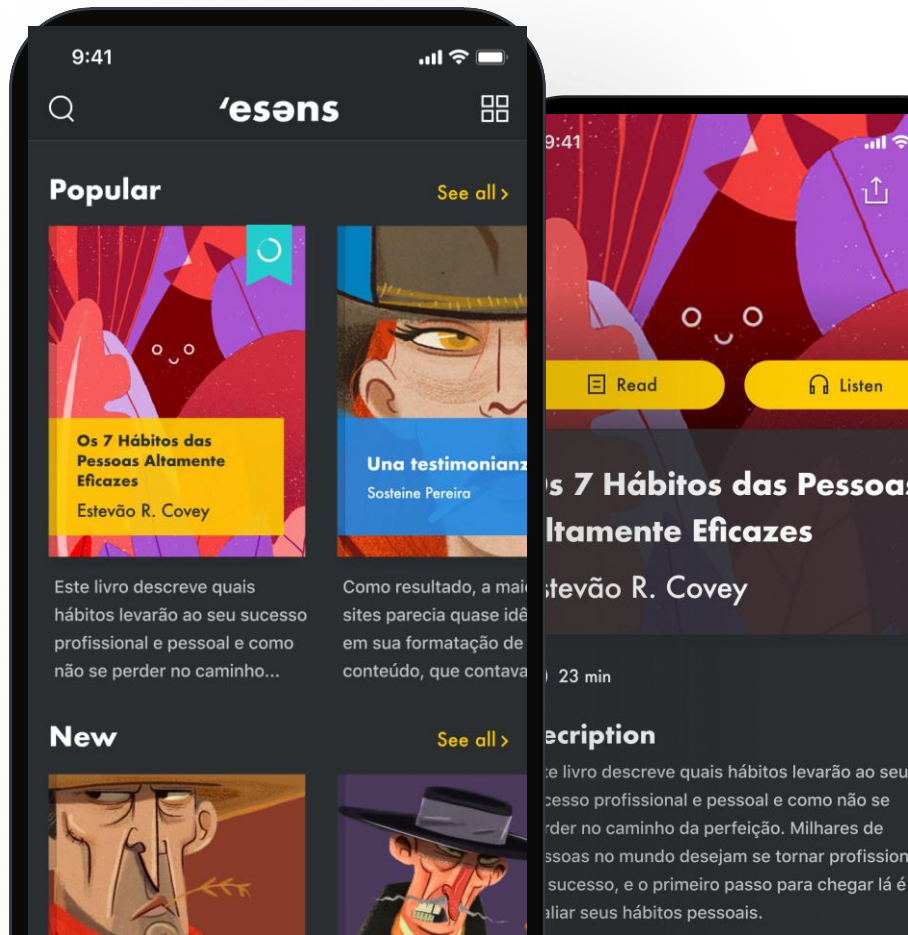 9:41
‘esəns
Popular
See all >
Os 7 Hábitos das
Pessoas Altamente
Eficazes
Estevão R. Covey
Una testimonianz
Sosteine Pereira
Este livro descreve quais
hábitos levarão ao seu sucesso
profissional e pessoal e como
não se perder no caminho...
Como resultado, a mai
sites parecia quase idê
em sua formatação de
conteúdo, que contava
New
See all >
9:41
Read
Listen
s 7 Hábitos das Pessoas
ltamente Eficazes
stevão R. Covey
23 min
ecription
te livro descreve quais hábitos levarão ao seu
cesso profissional e pessoal e como não se
rder no caminho da perfeição. Milhares de
ssoas no mundo desejam se tornar profission
sucesso, e o primeiro passo para chegar lá é
aliar seus hábitos pessoais.